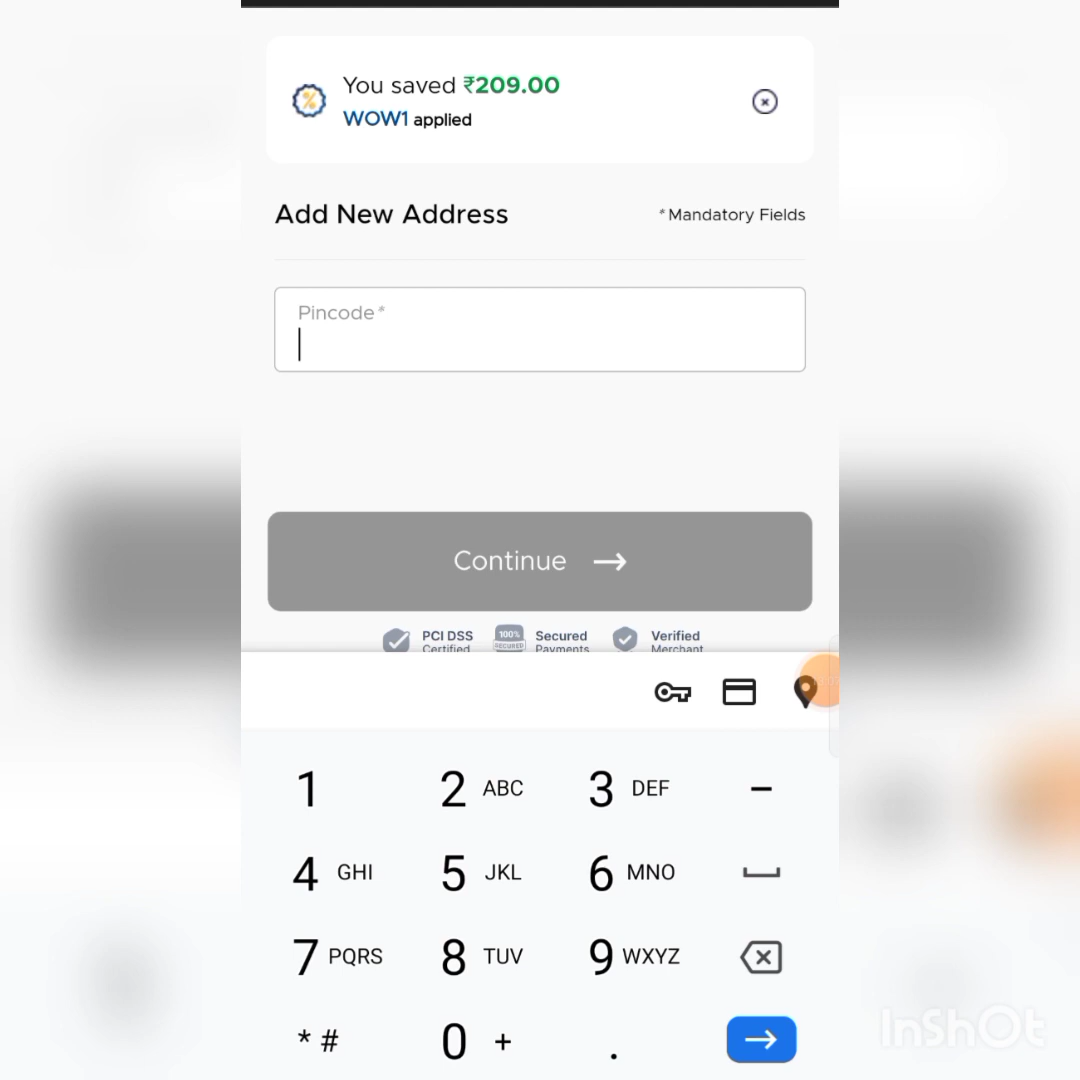 You saved ₹209.00
WOW1 applied
Add New Address
* Mandatory Fields
Pincode*
Continue →
PCI DSS
Certified
100%
SECURED
Secured
Payments
Verified
Merchant
1
2 ABC
3 DEF
-
4 GHI
5 JKL
6 MNO
7 PQRS
8 TUV
9 WXYZ
* #
0 +
.
InShOt